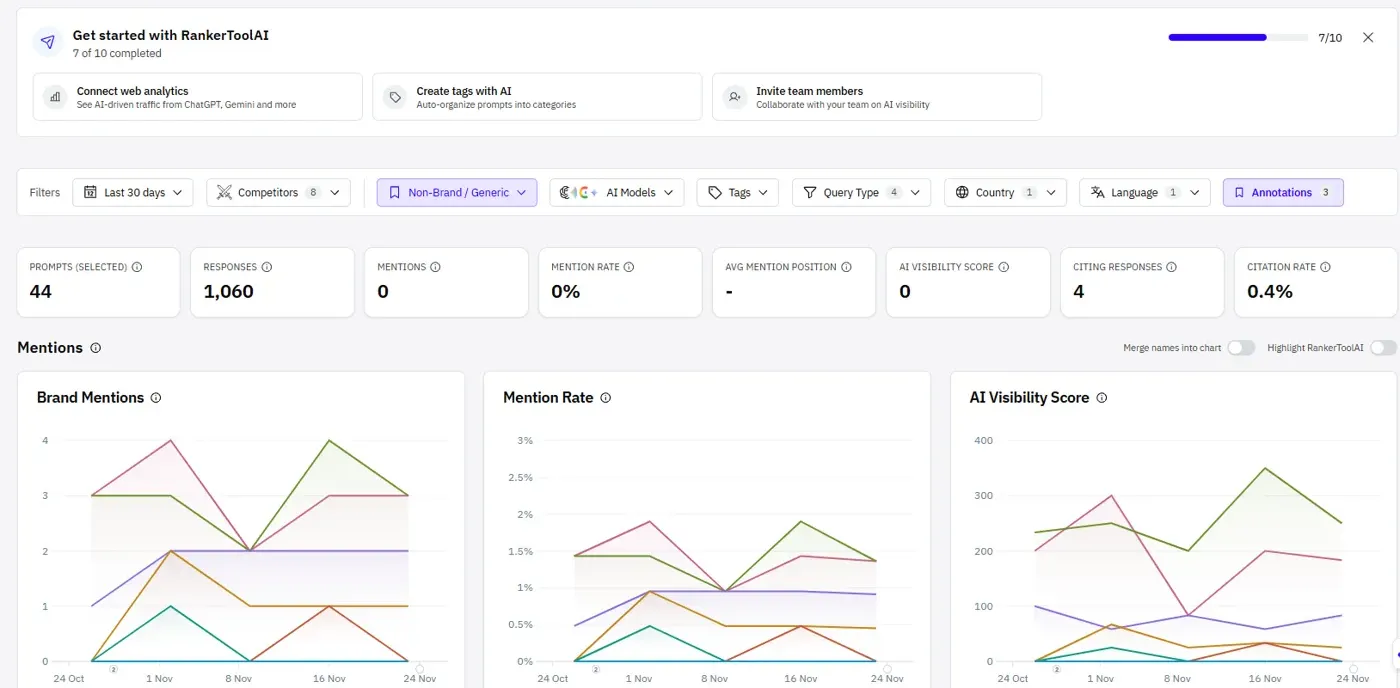 Get started with RankerToolAI
7 of 10 completed
7/10
Connect web analytics
See AI-driven traffic from ChatGPT, Gemini and more
Create tags with AI
Auto-organize prompts into categories
Invite team members
Collaborate with your team on AI visibility
Filters
Last 30 days
Competitors 8
Non-Brand / Generic
AI Models
Tags
Query Type 4
Country 1
Language 1
Annotations 3
PROMPTS (SELECTED)
44
RESPONSES
1,060
MENTIONS
0
MENTION RATE
0%
AVG MENTION POSITION
-
AI VISIBILITY SCORE
0
CITING RESPONSES
4
CITATION RATE
0.4%
Mentions
Merge names into chart
Highlight RankerToolAI
Brand Mentions
4
3
2
1
0
2
24 Oct 1 Nov 8 Nov 16 Nov 24 Nov
Mention Rate
3%
2.5%
2%
1.5%
1%
0.5%
0%
2
24 Oct 1 Nov 8 Nov 16 Nov 24 Nov
AI Visibility Score
400
300
200
100
0
2
24 Oct 1 Nov 8 Nov 16 Nov 24 Nov